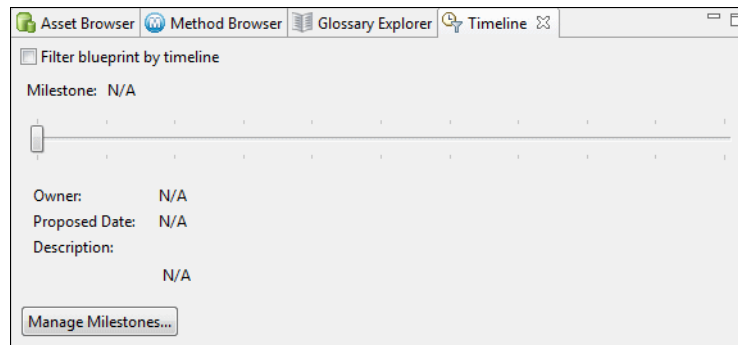 Asset Browser Method Browser Glossary Explorer Timeline
Filter blueprint by timeline
Milestone: N/A
Owner: N/A
Proposed Date: N/A
Description:
N/A
Manage Milestones...